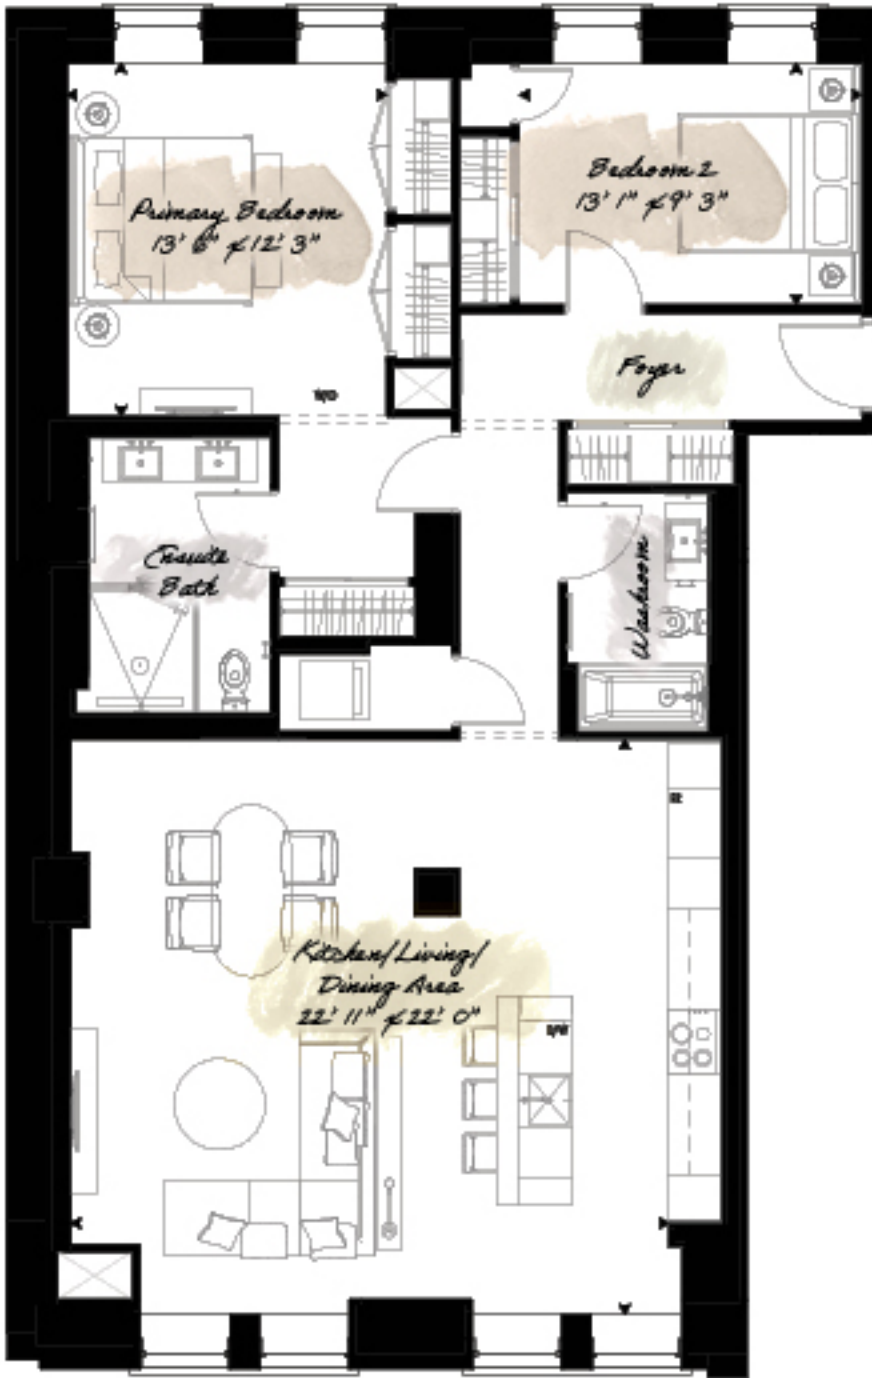 Primary Bedroom
13' 6" x 12' 3"
Bedroom 2
13' 1" x 9' 3"
Foyer
Ensuite
Bath
Washroom
Kitchen/Living/
Dining Area
22' 11" x 22' 0"